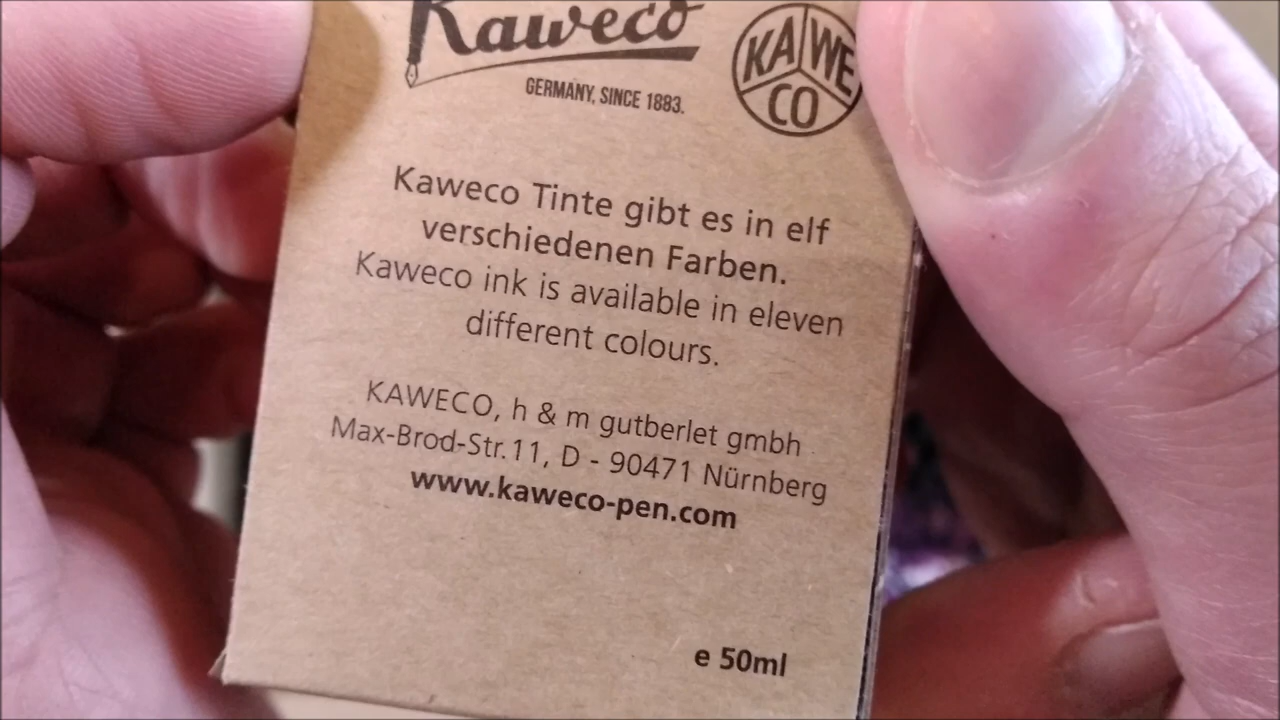 Kaweco
GERMANY, SINCE 1883.
KA WE CO
Kaweco Tinte gibt es in elf
verschiedenen Farben.
Kaweco ink is available in eleven
different colours.
KAWECO, h & m gutberlet gmbh
Max-Brod-Str.11, D - 90471 Nürnberg
www.kaweco-pen.com
e 50ml